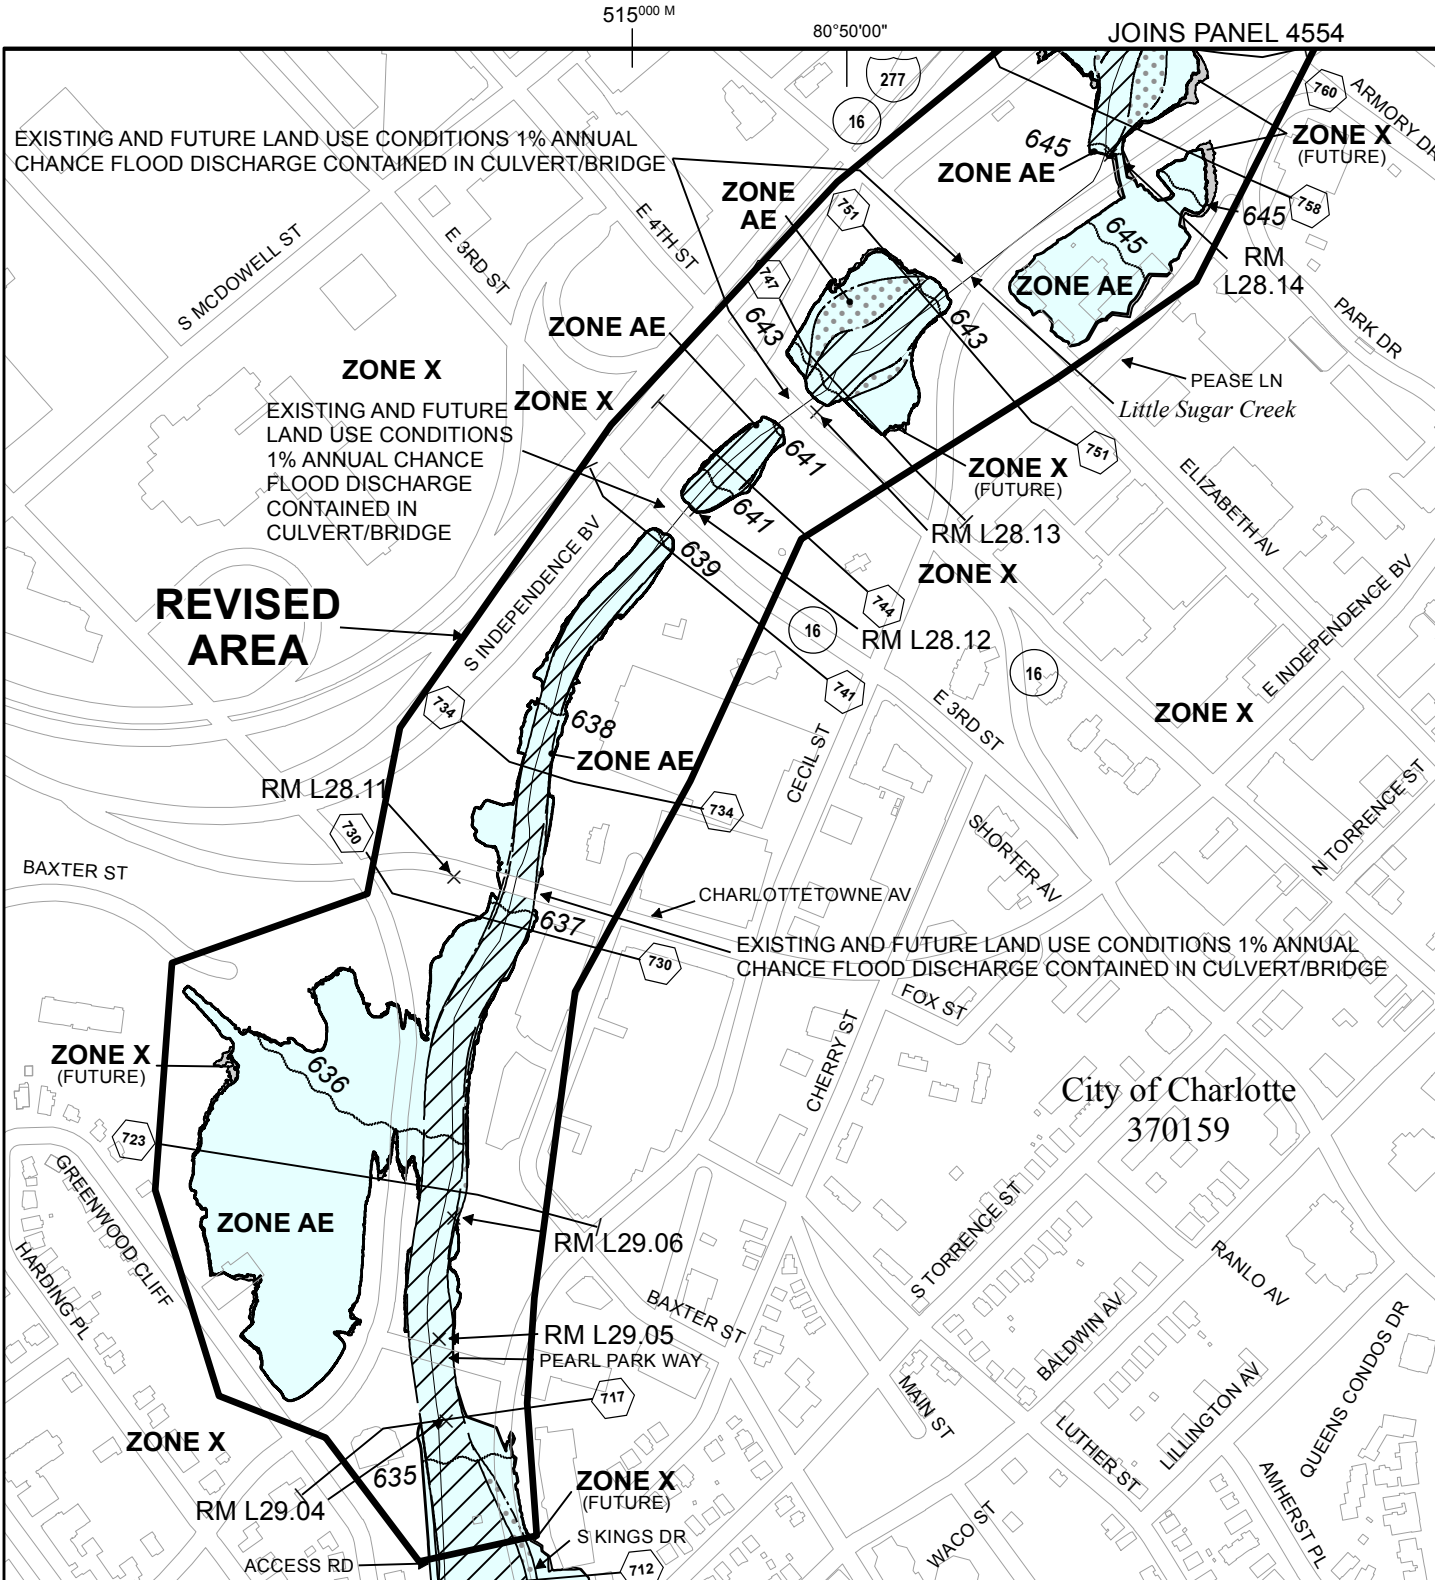 515000 M
80°50'00"
JOINS PANEL 4554
277
16
760
ARMORY DR
EXISTING AND FUTURE LAND USE CONDITIONS 1% ANNUAL
CHANCE FLOOD DISCHARGE CONTAINED IN CULVERT/BRIDGE
645
ZONE AE
ZONE X
(FUTURE)
ZONE
AE
751
758
645
645
E 4TH ST
E 3RD ST
S MCDOWELL ST
RM
L28.14
747
643
ZONE AE
643
ZONE AE
PARK DR
ZONE X
PEASE LN
Little Sugar Creek
ZONE X
EXISTING AND FUTURE
LAND USE CONDITIONS
1% ANNUAL CHANCE
FLOOD DISCHARGE
CONTAINED IN
CULVERT/BRIDGE
641
751
ZONE X
(FUTURE)
641
ELIZABETH AV
RM L28.13
639
S INDEPENDENCE BV
ZONE X
E INDEPENDENCE BV
REVISED
AREA
744
16
RM L28.12
16
741
734
E 3RD ST
ZONE X
638
ZONE AE
CECIL ST
RM L28.11
734
N TORRENCE ST
730
SHORTER AV
BAXTER ST
CHARLOTTETOWNE AV
637
EXISTING AND FUTURE LAND USE CONDITIONS 1% ANNUAL
CHANCE FLOOD DISCHARGE CONTAINED IN CULVERT/BRIDGE
730
FOX ST
ZONE X
(FUTURE)
636
CHERRY ST
City of Charlotte
370159
723
GREENWOOD CLIFF
ZONE AE
RM L29.06
HARDING PL
S TORRENCE ST
RANLO AV
BAXTER ST
RM L29.05
PEARL PARK WAY
BALDWIN AV
QUEENS CONDOS DR
717
MAIN ST
LILLINGTON AV
LUTHER ST
ZONE X
635
ZONE X
(FUTURE)
RM L29.04
AMHERST PL
S KINGS DR
WACO ST
ACCESS RD
712